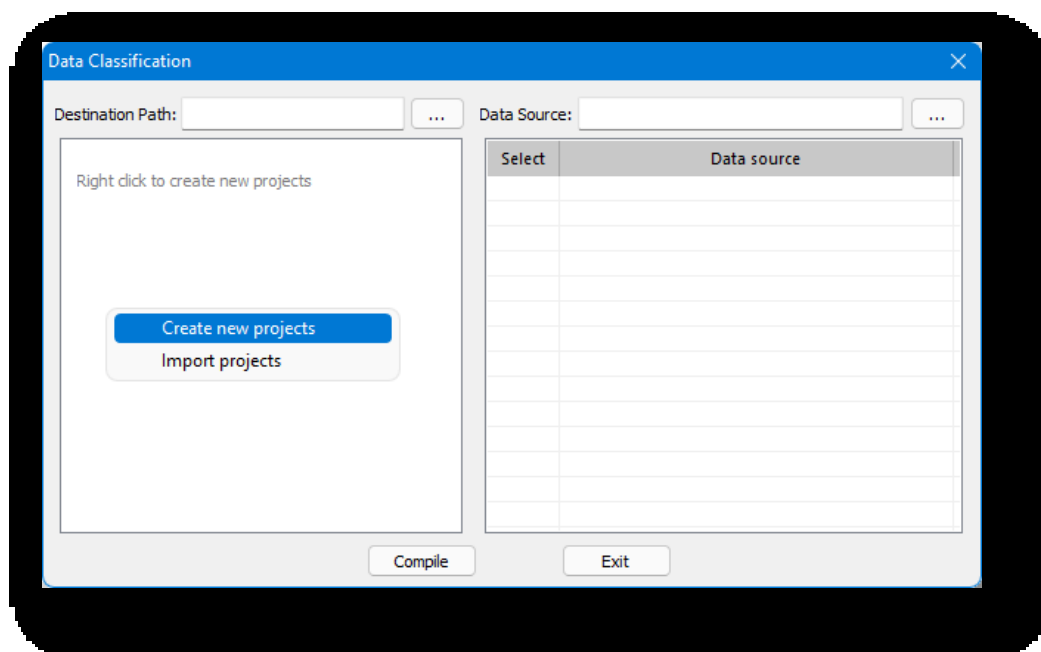 Data Classification
Destination Path: ...
Data Source: ...
Right click to create new projects
Create new projects
Import projects
Select Data source
Compile Exit